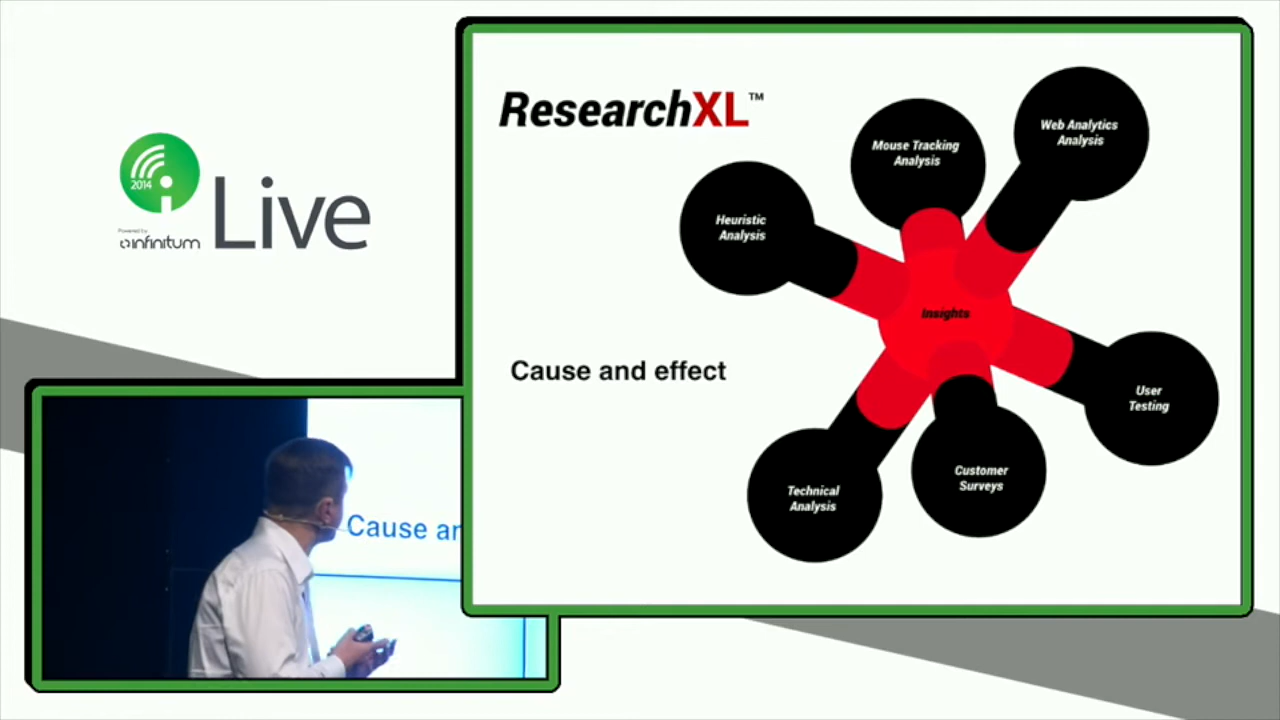 2014
i
Live
Powered by
infinitum
ResearchXL™
Mouse Tracking
Analysis
Web Analytics
Analysis
Heuristic
Analysis
Insights
Cause and effect
User
Testing
Customer
Surveys
Technical
Analysis
Cause an